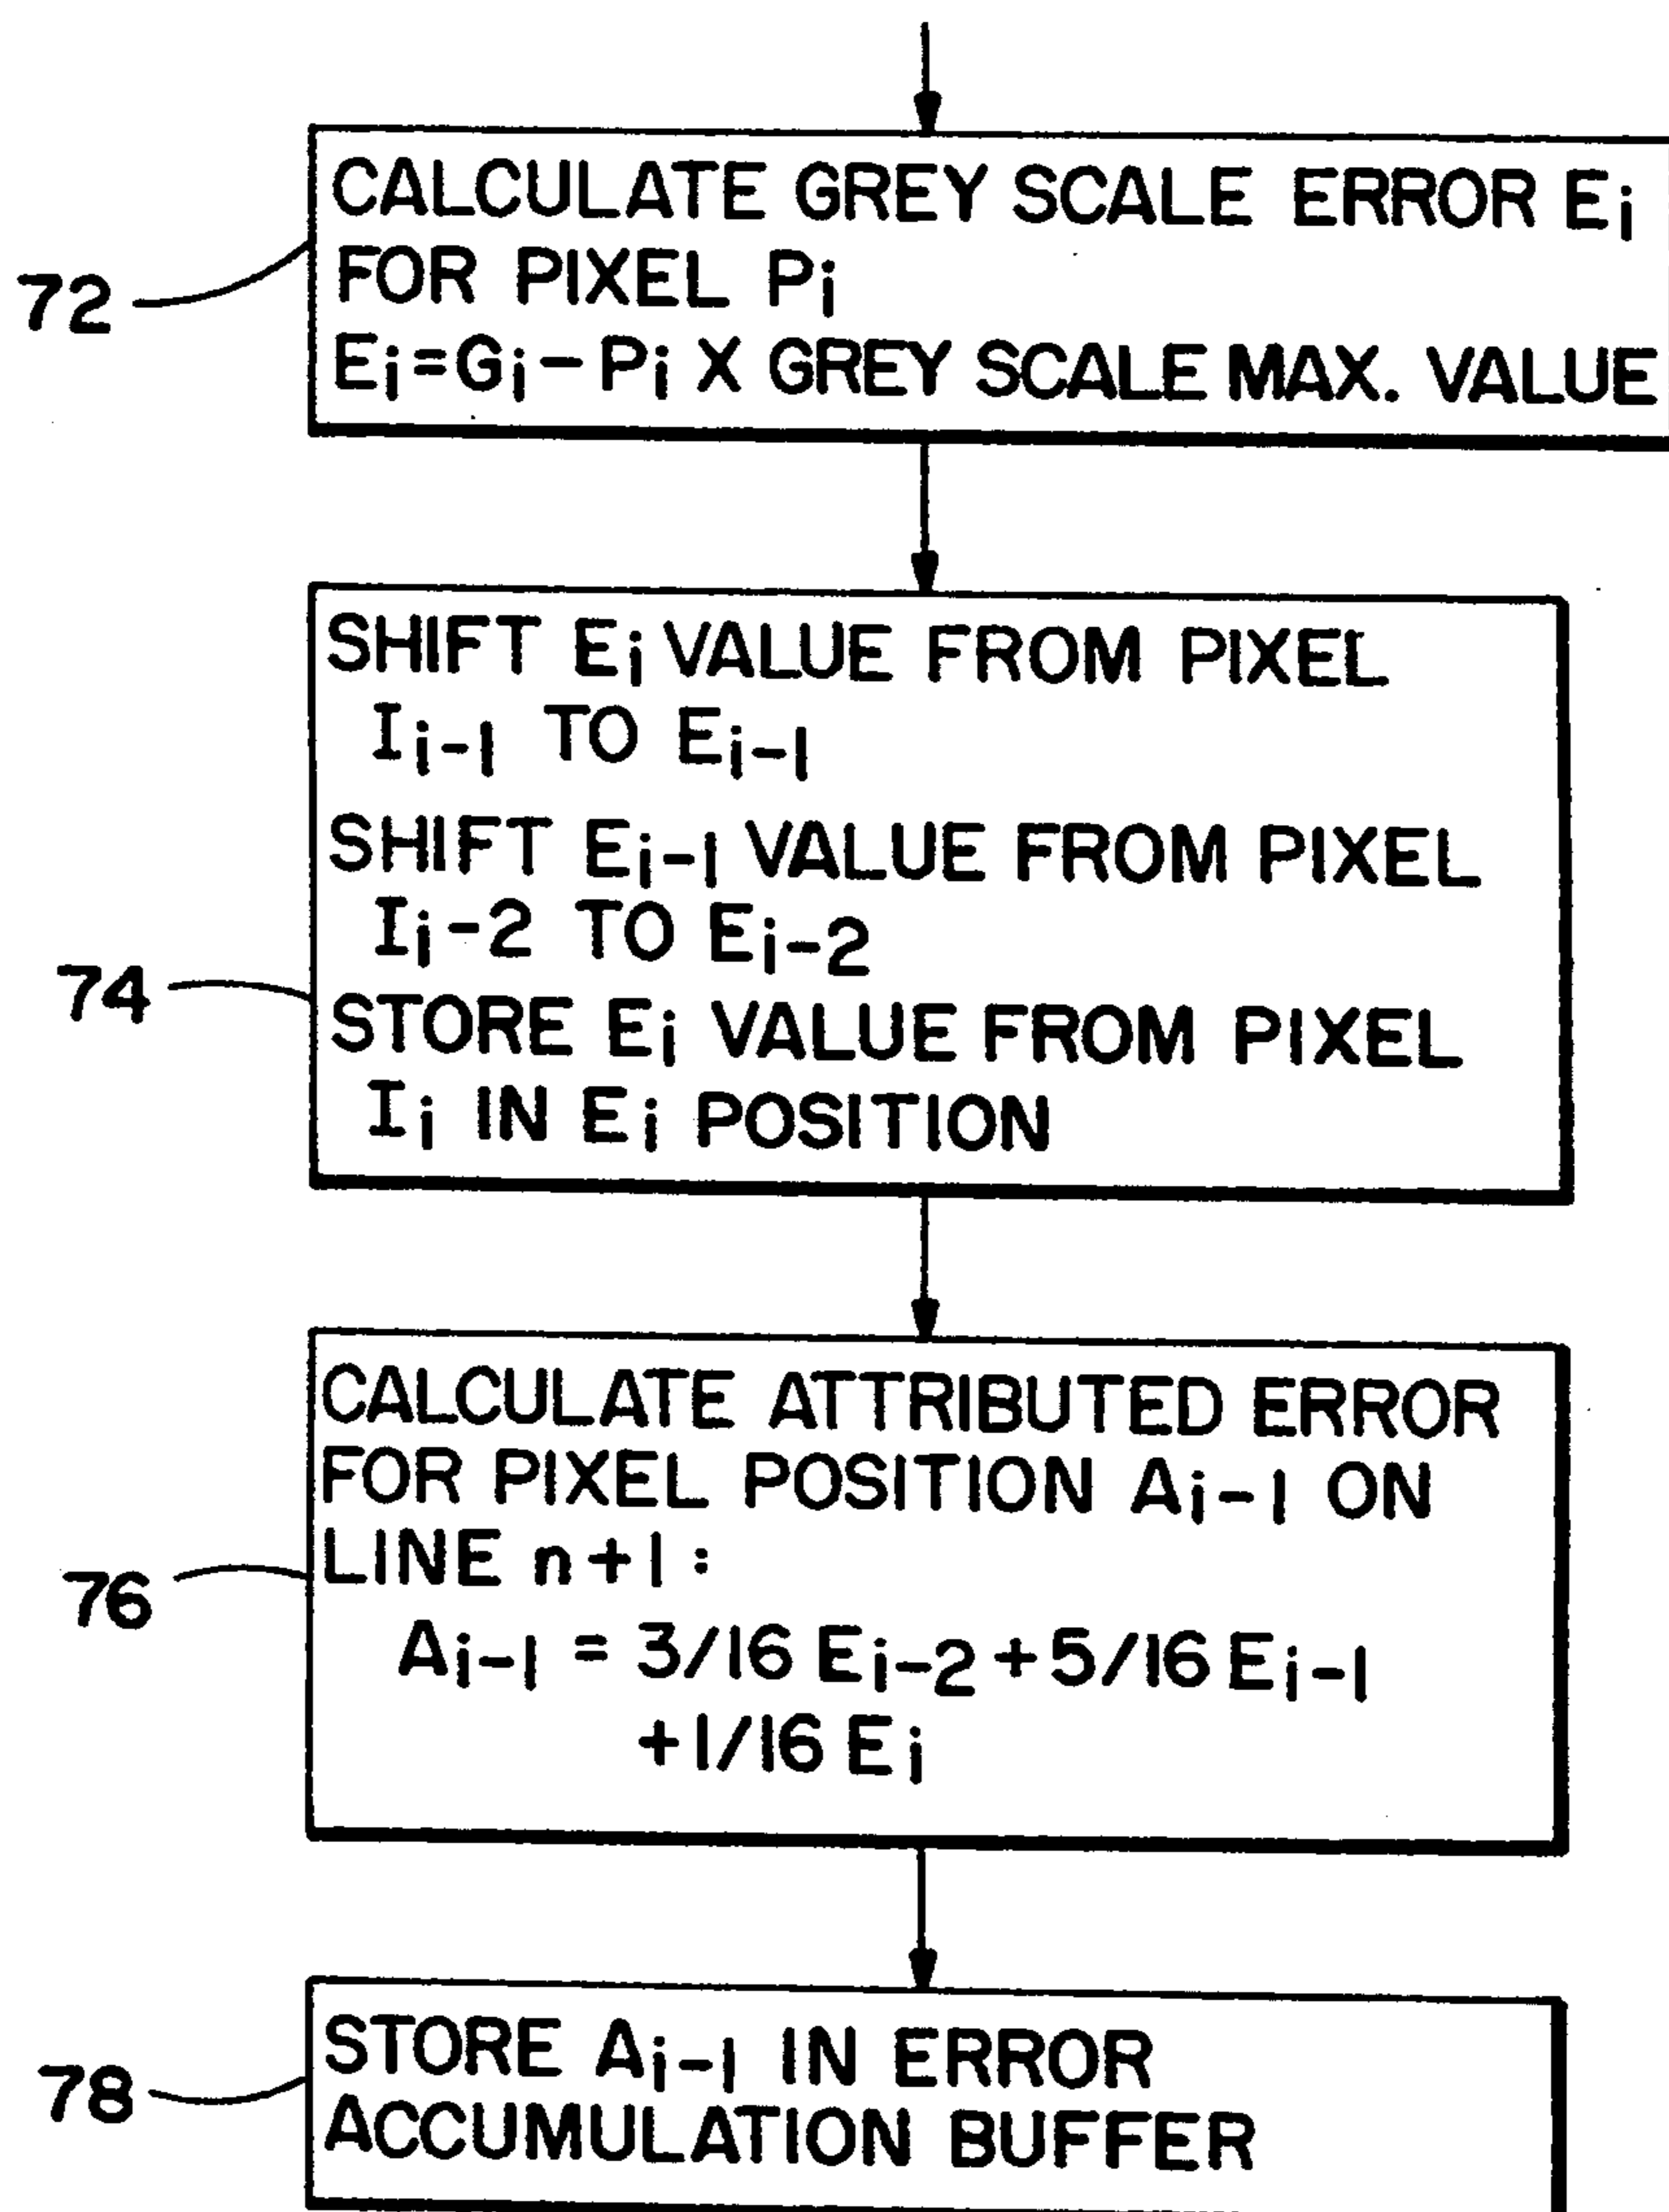 CALCULATE GREY SCALE ERROR Ei
72
FOR PIXEL Pi
Ei=Gi-Pi X GREY SCALE MAX. VALUE
SHIFT Ei VALUE FROM PIXEL
Ii-1 TO Ei-1
SHIFT Ei-1 VALUE FROM PIXEL
Ii-2 TO Ei-2
74
STORE Ei VALUE FROM PIXEL
Ii IN Ei POSITION
CALCULATE ATTRIBUTED ERROR
FOR PIXEL POSITION Ai-1 ON
LINE n+1:
76
Ai-1 = 3/16 Ei-2+5/16 Ei-1
+1/16 Ei
78
STORE Ai-1 IN ERROR
ACCUMULATION BUFFER